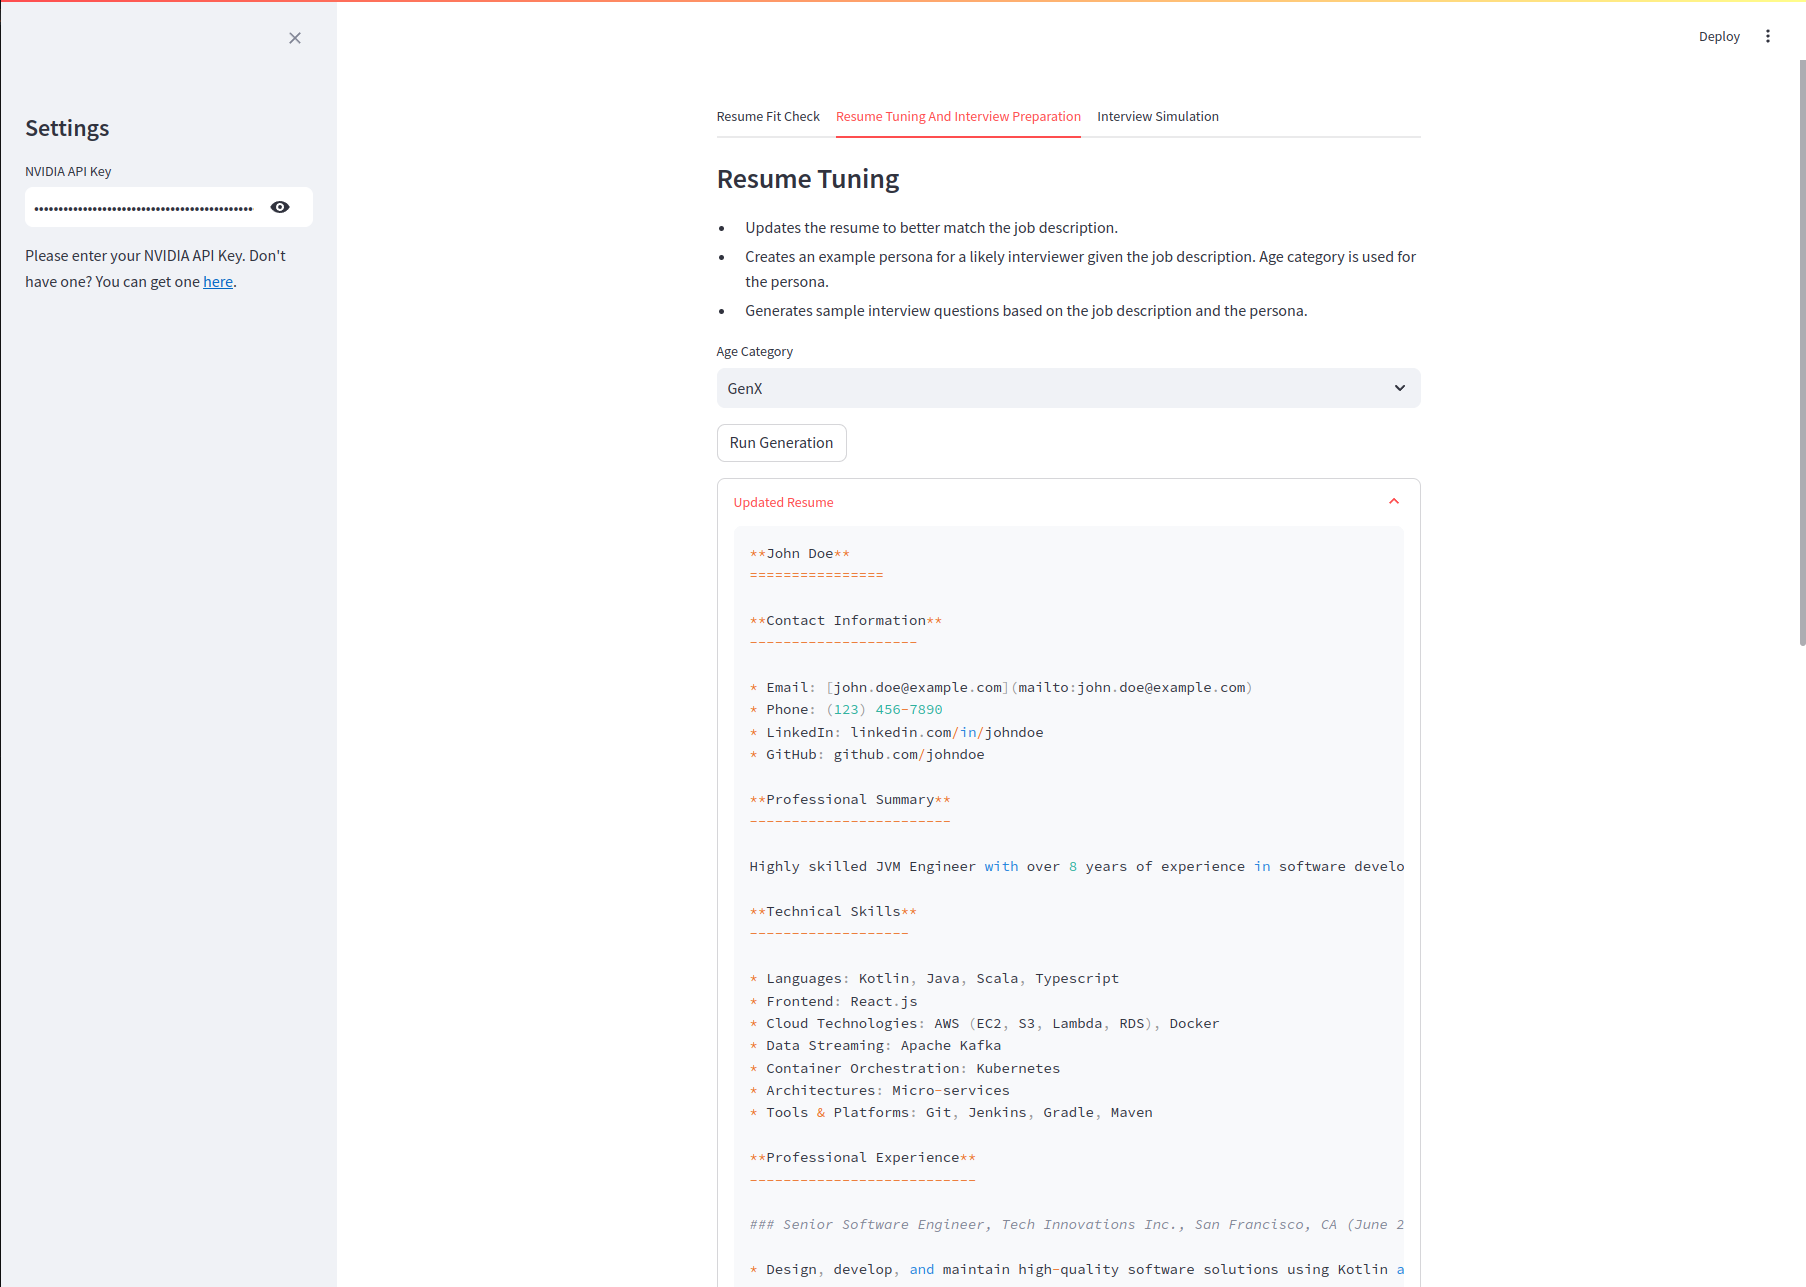 Deploy
Settings
NVIDIA API Key
••••••••••••••••••••••••••••••••••••••••••••••
Please enter your NVIDIA API Key. Don't
have one? You can get one here.
Resume Fit Check Resume Tuning And Interview Preparation Interview Simulation
Resume Tuning
• Updates the resume to better match the job description.
• Creates an example persona for a likely interviewer given the job description. Age category is used for
the persona.
• Generates sample interview questions based on the job description and the persona.
Age Category
GenX
Run Generation
Updated Resume
**John Doe**
================
**Contact Information**
--------------------
* Email: [john.doe@example.com](mailto:john.doe@example.com)
* Phone: (123) 456-7890
* LinkedIn: linkedin.com/in/johndoe
* GitHub: github.com/johndoe
**Professional Summary**
------------------------
Highly skilled JVM Engineer with over 8 years of experience in software develo
**Technical Skills**
-------------------
* Languages: Kotlin, Java, Scala, Typescript
* Frontend: React.js
* Cloud Technologies: AWS (EC2, S3, Lambda, RDS), Docker
* Data Streaming: Apache Kafka
* Container Orchestration: Kubernetes
* Architectures: Micro-services
* Tools & Platforms: Git, Jenkins, Gradle, Maven
**Professional Experience**
---------------------------
### Senior Software Engineer, Tech Innovations Inc., San Francisco, CA (June 2
* Design, develop, and maintain high-quality software solutions using Kotlin a